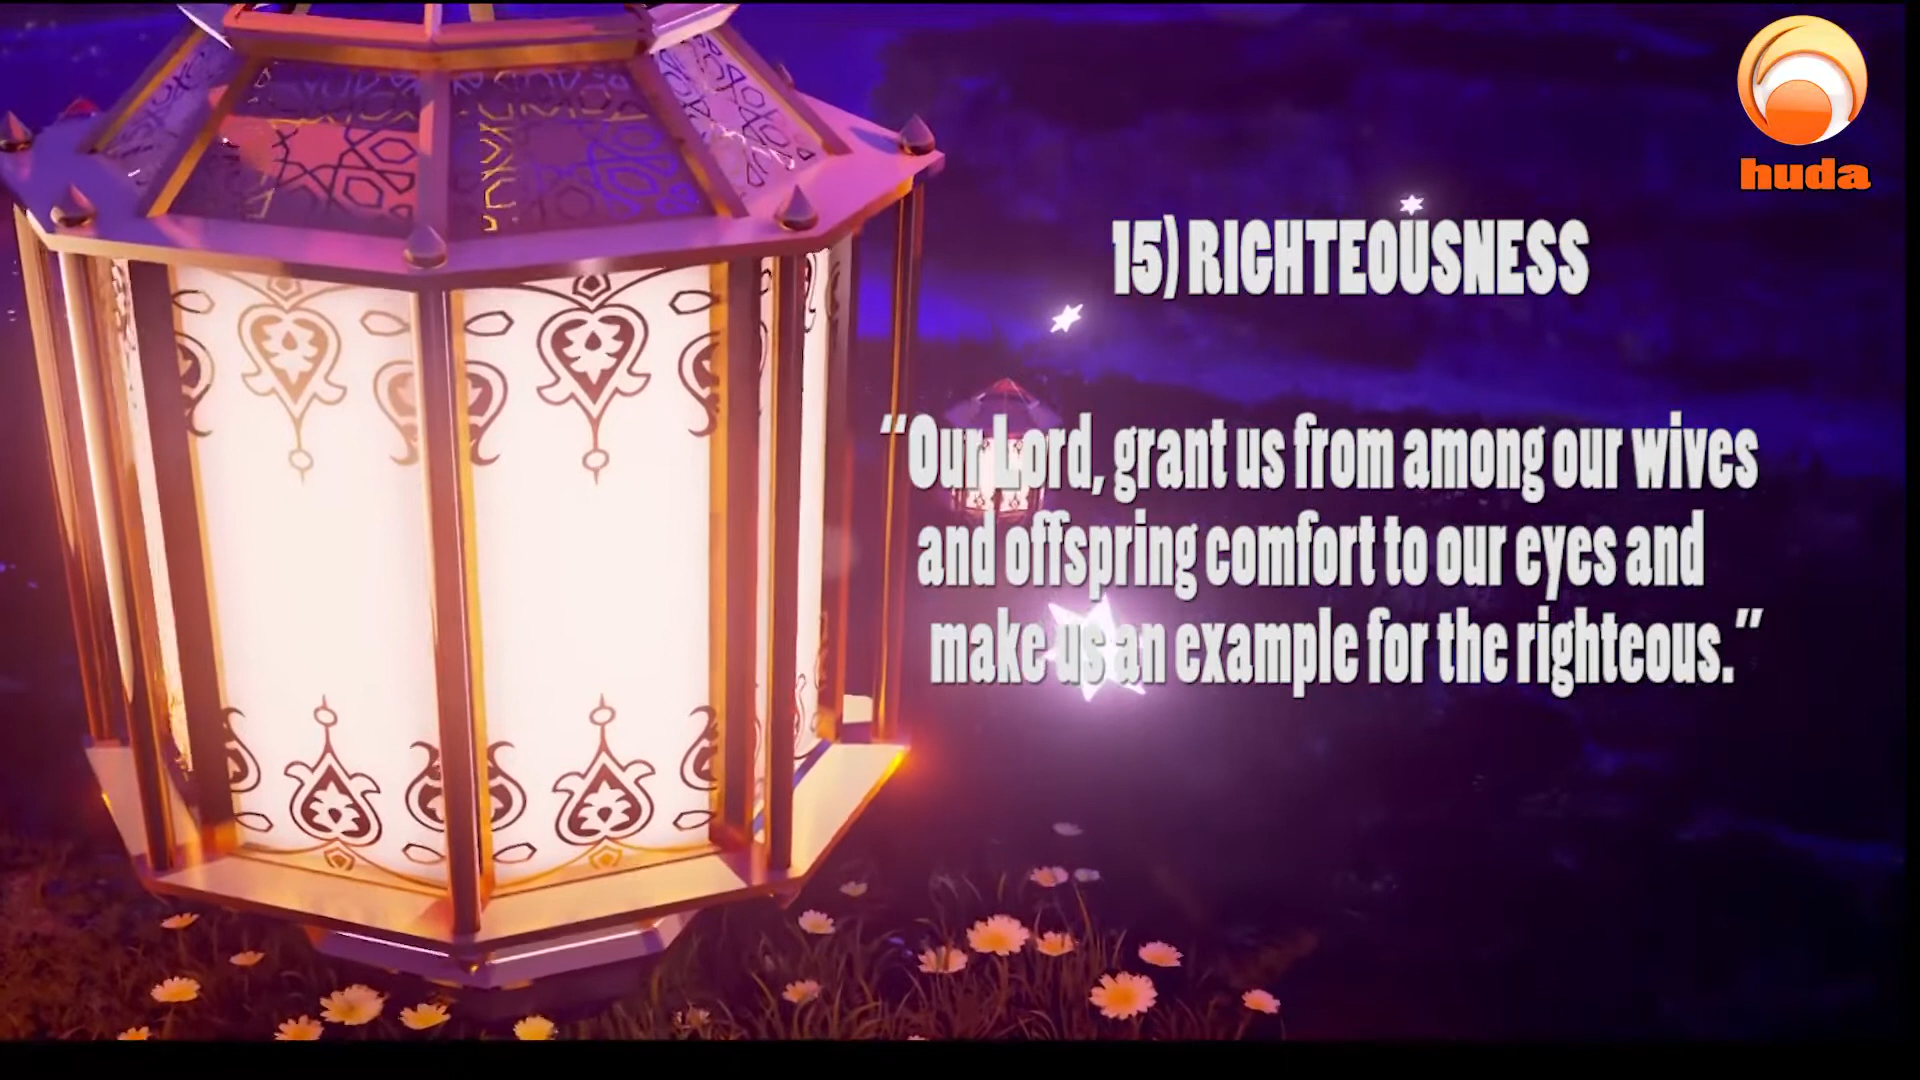 huda
15) RIGHTEOUSNESS
“Our Lord, grant us from among our wives
and offspring comfort to our eyes and
make us an example for the righteous.”